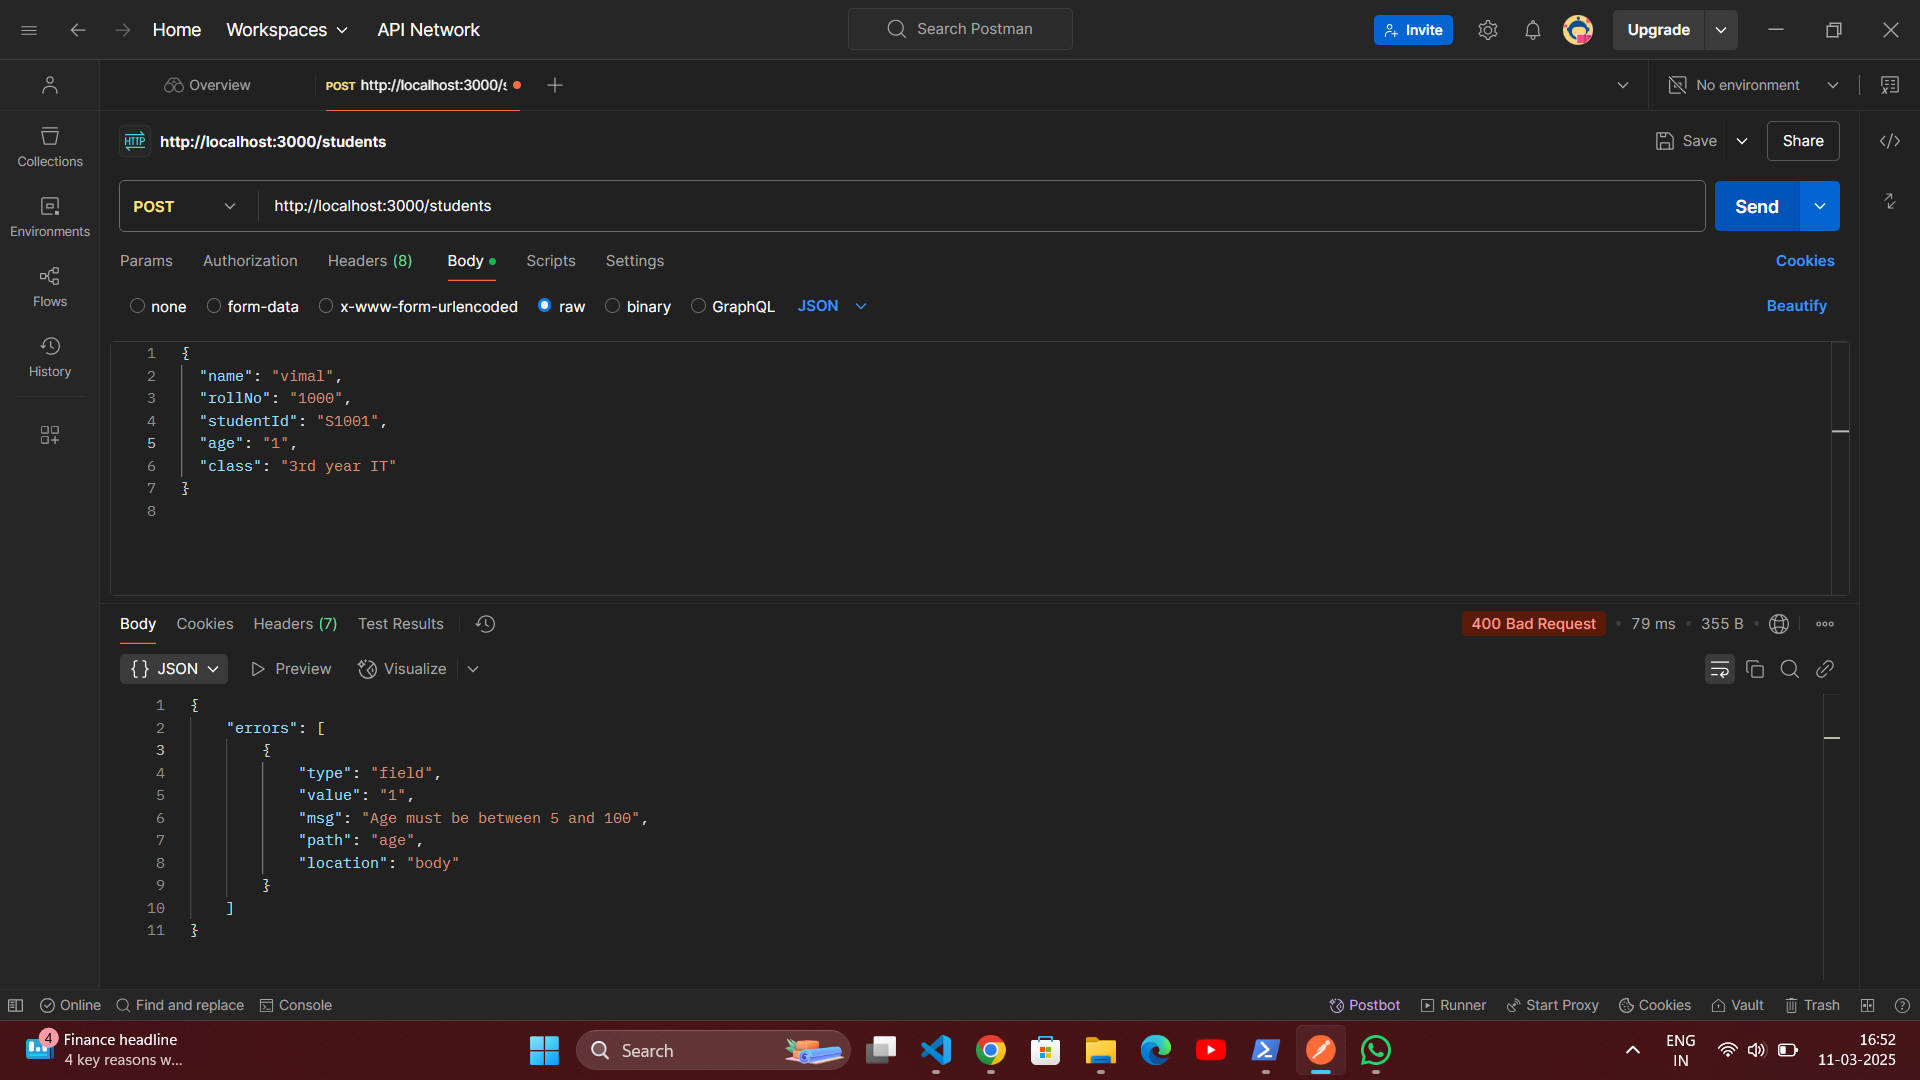 Home Workspaces API Network Search Postman Invite Upgrade
Overview POST http://localhost:3000/s No environment
HTTP http://localhost:3000/students Save Share
Collections
POST http://localhost:3000/students Send
Environments
Params Authorization Headers (8) Body Scripts Settings Cookies
Flows
none form-data x-www-form-urlencoded raw binary GraphQL JSON Beautify
History
1 {
2 "name": "vimal",
3 "rollNo": "1000",
4 "studentId": "S1001",
5 "age": "1",
6 "class": "3rd year IT"
7 }
8
Body Cookies Headers (7) Test Results 400 Bad Request 79 ms 355 B
{} JSON Preview Visualize
1 {
2 "errors": [
3 {
4 "type": "field",
5 "value": "1",
6 "msg": "Age must be between 5 and 100",
7 "path": "age",
8 "location": "body"
9 }
10 ]
11 }
Online Find and replace Console Postbot Runner Start Proxy Cookies Vault Trash
4 Finance headline
4 key reasons w...
Search
ENG
IN
16:52
11-03-2025